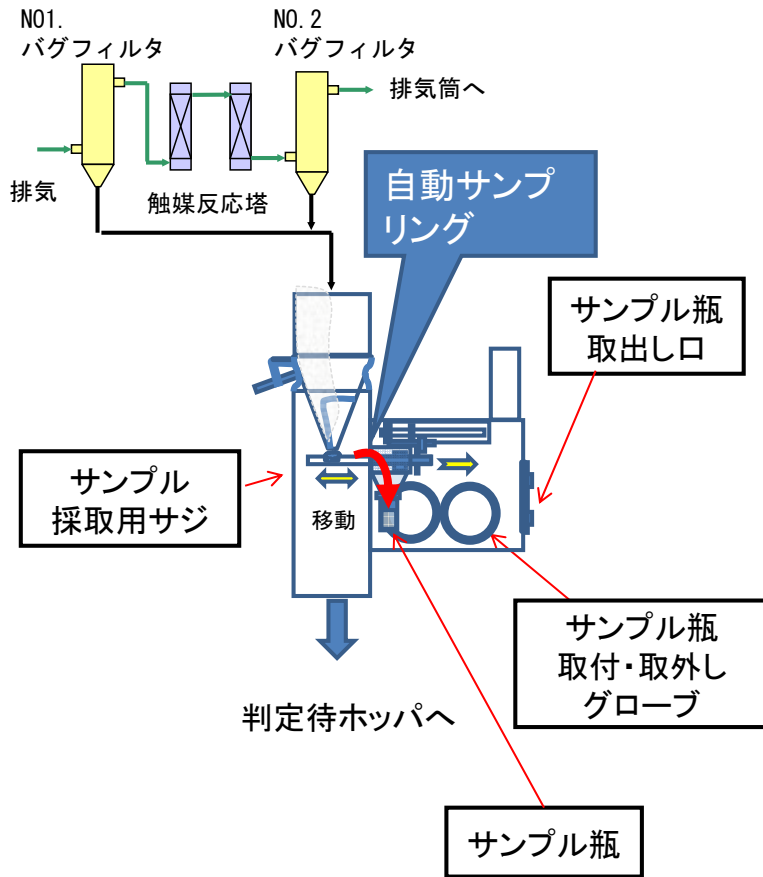 NO1.
バグフィルタ
NO.2
バグフィルタ
排気筒へ
排気
触媒反応塔
自動サンプ
リング
サンプル瓶
取出し口
サンプル
採取用サジ
移動
サンプル瓶
取付・取外し
グローブ
判定待ホッパへ
サンプル瓶